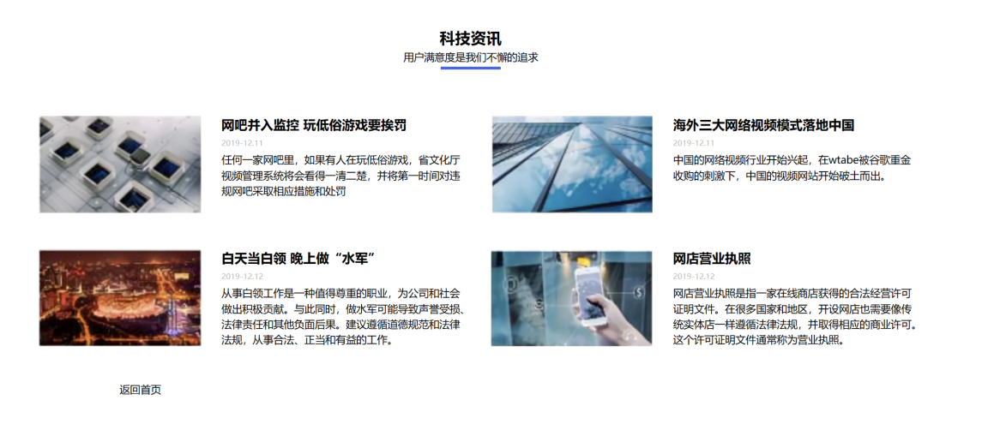 科技资讯
用户满意度是我们不懈的追求
网吧并入监控 玩低俗游戏要挨罚
2019-12.11
任何一家网吧里，如果有人在玩低俗游戏，省文化厅
视频管理系统将会看得一清二楚，并将第一时间对违
规网吧采取相应措施和处罚
海外三大网络视频模式落地中国
2019-12.11
中国的网络视频行业开始兴起，在wtabe被谷歌重金
收购的刺激下，中国的视频网站开始破土而出。
白天当白领 晚上做“水军”
2019-12.12
从事白领工作是一种值得尊重的职业，为公司和社会
做出积极贡献。与此同时，做水军可能导致声誉受损、
法律责任和其他负面后果。建议遵循道德规范和法律
法规，从事合法、正当和有益的工作。
网店营业执照
2019-12.12
网店营业执照是指一家在线商店获得的合法经营许可
证明文件。在很多国家和地区，开设网店也需要像传
统实体店一样遵循法律法规，并取得相应的商业许可。
这个许可证明文件通常称为营业执照。
返回首页